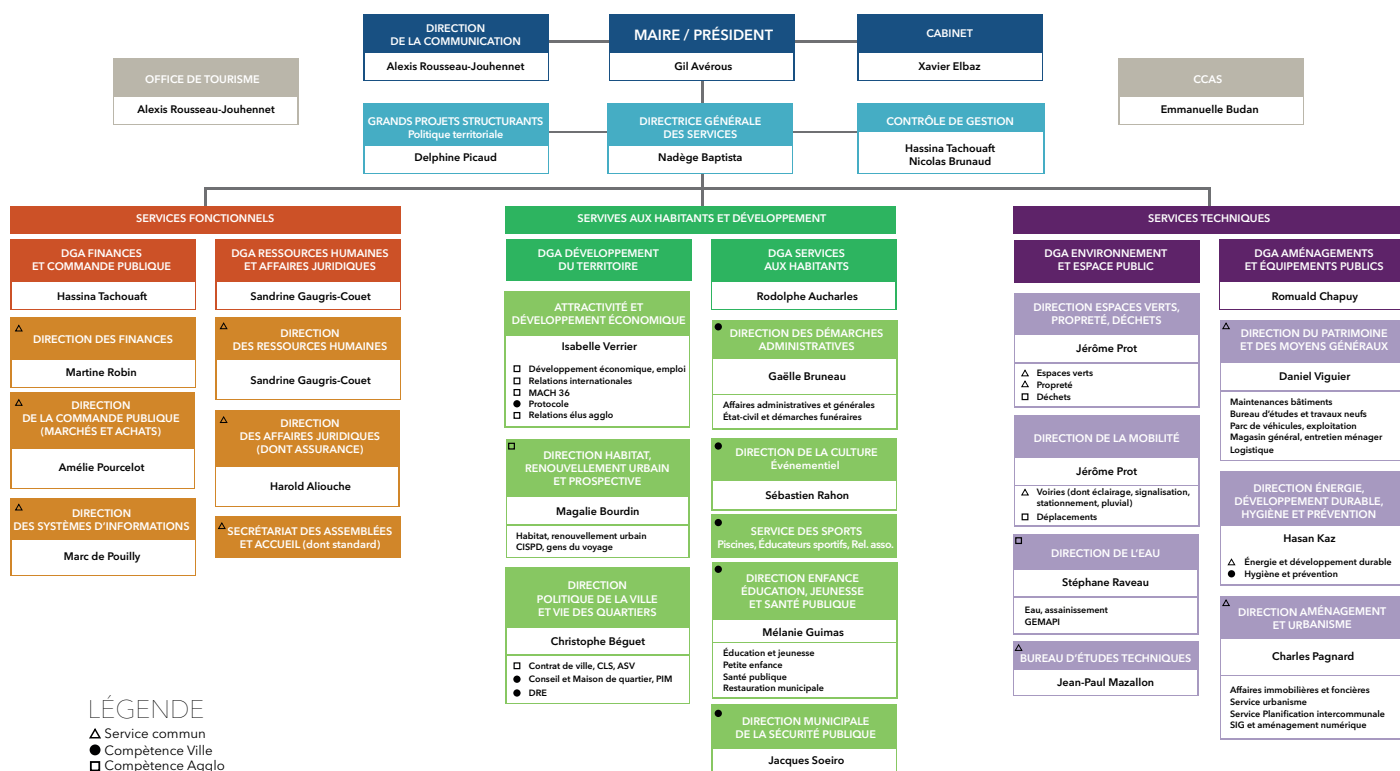 DIRECTION
DE LA COMMUNICATION
Alexis Rousseau-Jouhennet
MAIRE / PRÉSIDENT
Gil Avérous
CABINET
Xavier Elbaz
OFFICE DE TOURISME
Alexis Rousseau-Jouhennet
CCAS
Emmanuelle Budan
GRANDS PROJETS STRUCTURANTS
Politique territoriale
Delphine Picaud
DIRECTRICE GÉNÉRALE
DES SERVICES
Nadège Baptista
CONTRÔLE DE GESTION
Hassina Tachouaft
Nicolas Brunaud
SERVICES FONCTIONNELS
DGA FINANCES
ET COMMANDE PUBLIQUE
Hassina Tachouaft
DIRECTION DES FINANCES
Martine Robin
DIRECTION
DE LA COMMANDE PUBLIQUE
(MARCHÉS ET ACHATS)
Amélie Pourcelot
DIRECTION
DES SYSTÈMES D'INFORMATIONS
Marc de Pouilly
DGA RESSOURCES HUMAINES
ET AFFAIRES JURIDIQUES
Sandrine Gaugris-Couet
DIRECTION
DES RESSOURCES HUMAINES
Sandrine Gaugris-Couet
DIRECTION
DES AFFAIRES JURIDIQUES
(DONT ASSURANCE)
Harold Aliouche
SECRÉTARIAT DES ASSEMBLÉES
ET ACCUEIL (dont standard)
SERVIVES AUX HABITANTS ET DÉVELOPPEMENT
DGA DÉVELOPPEMENT
DU TERRITOIRE
ATTRACTIVITÉ ET
DÉVELOPPEMENT ÉCONOMIQUE
Isabelle Verrier
Développement économique, emploi
Relations internationales
MACH 36
Protocole
Relations élus agglo
DIRECTION HABITAT,
RENOUVELLEMENT URBAIN
ET PROSPECTIVE
Magalie Bourdin
Habitat, renouvellement urbain
CISPD, gens du voyage
DIRECTION
POLITIQUE DE LA VILLE
ET VIE DES QUARTIERS
Christophe Béguet
Contrat de ville, CLS, ASV
Conseil et Maison de quartier, PIM
DRE
DGA SERVICES
AUX HABITANTS
Rodolphe Aucharles
DIRECTION DES DÉMARCHES
ADMINISTRATIVES
Gaëlle Bruneau
Affaires administratives et générales
État-civil et démarches funéraires
DIRECTION DE LA CULTURE
Événementiel
Sébastien Rahon
SERVICE DES SPORTS
Piscines, Éducateurs sportifs, Rel. asso.
DIRECTION ENFANCE
ÉDUCATION, JEUNESSE
ET SANTÉ PUBLIQUE
Mélanie Guimas
Éducation et jeunesse
Petite enfance
Santé publique
Restauration municipale
DIRECTION MUNICIPALE
DE LA SÉCURITÉ PUBLIQUE
Jacques Soeiro
SERVICES TECHNIQUES
DGA ENVIRONNEMENT
ET ESPACE PUBLIC
DIRECTION ESPACES VERTS,
PROPRETÉ, DÉCHETS
Jérôme Prot
Espaces verts
Propreté
Déchets
DIRECTION DE LA MOBILITÉ
Jérôme Prot
Voiries (dont éclairage, signalisation,
stationnement, pluvial)
Déplacements
DIRECTION DE L'EAU
Stéphane Raveau
Eau, assainissement
GEMAPI
BUREAU D'ÉTUDES TECHNIQUES
Jean-Paul Mazallon
DGA AMÉNAGEMENTS
ET ÉQUIPEMENTS PUBLICS
Romuald Chapuy
DIRECTION DU PATRIMOINE
ET DES MOYENS GÉNÉRAUX
Daniel Viguier
Maintenances bâtiments
Bureau d'études et travaux neufs
Parc de véhicules, exploitation
Magasin général, entretien ménager
Logistique
DIRECTION ÉNERGIE,
DÉVELOPPEMENT DURABLE,
HYGIÈNE ET PRÉVENTION
Hasan Kaz
Énergie et développement durable
Hygiène et prévention
DIRECTION AMÉNAGEMENT
ET URBANISME
Charles Pagnard
Affaires immobilières et foncières
Service urbanisme
Service Planification intercommunale
SIG et aménagement numérique
LÉGENDE
Service commun
Compètence Ville
Compètence Agglo